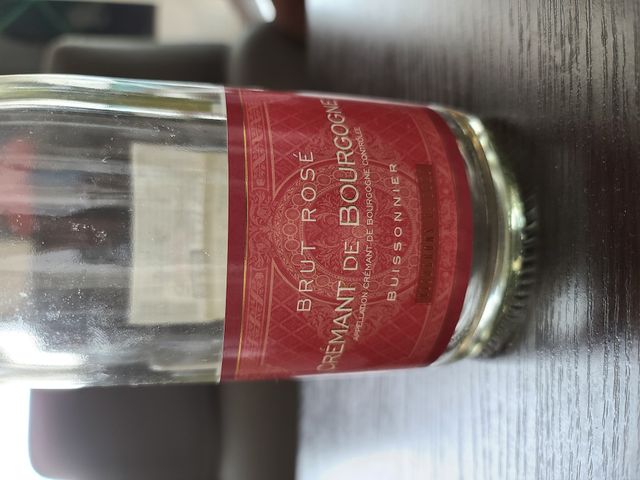 BRUT ROSÉ
CRÉMANT DE BOURGOGNE
APPELLATION CRÉMANT DE BOURGOGNE CONTRÔLÉE
BUISSONNIER